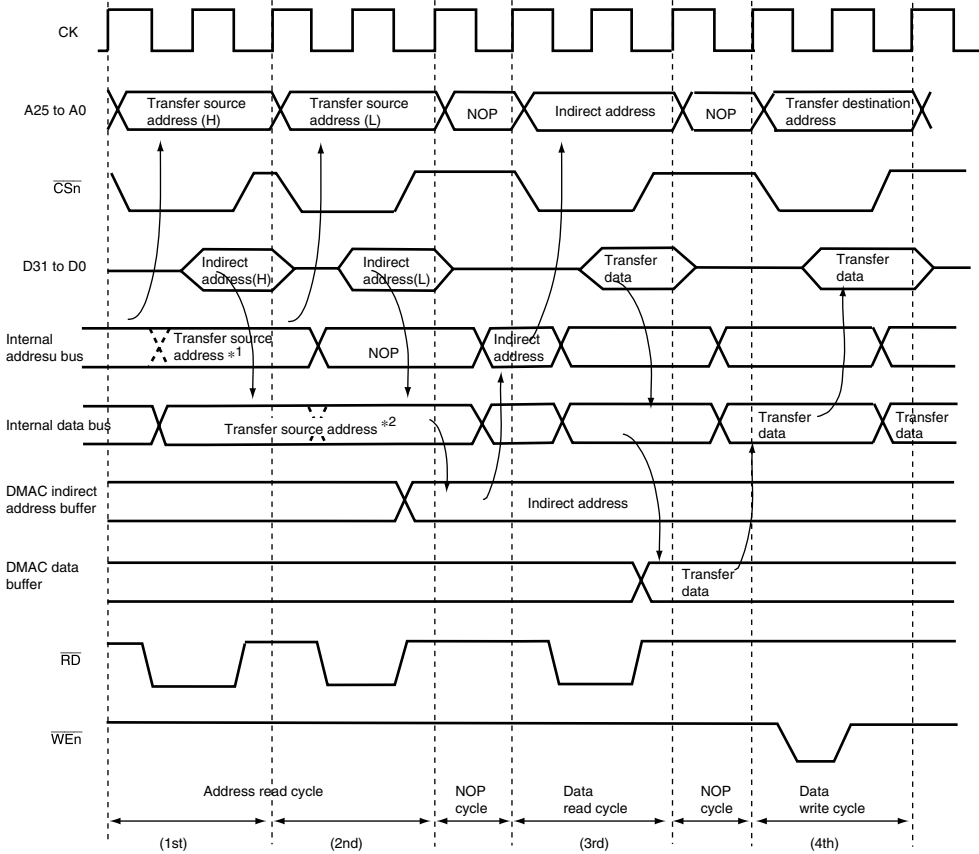 CK
A25 to A0
Transfer source
address (H)
Transfer source
address (L)
NOP
Indirect address
NOP
Transfer destination
address
CSn
D31 to D0
Indirect
address(H)
Indirect
address(L)
Transfer
data
Transfer
data
Internal
addresu bus
Transfer source
address *1
NOP
Indirect
address
Internal data bus
Transfer source address *2
Transfer
data
Transfer
data
DMAC indirect
address buffer
Indirect address
DMAC data
buffer
Transfer
data
RD
WEn
Address read cycle
NOP
cycle
Data
read cycle
NOP
cycle
Data
write cycle
(1st)
(2nd)
(3rd)
(4th)